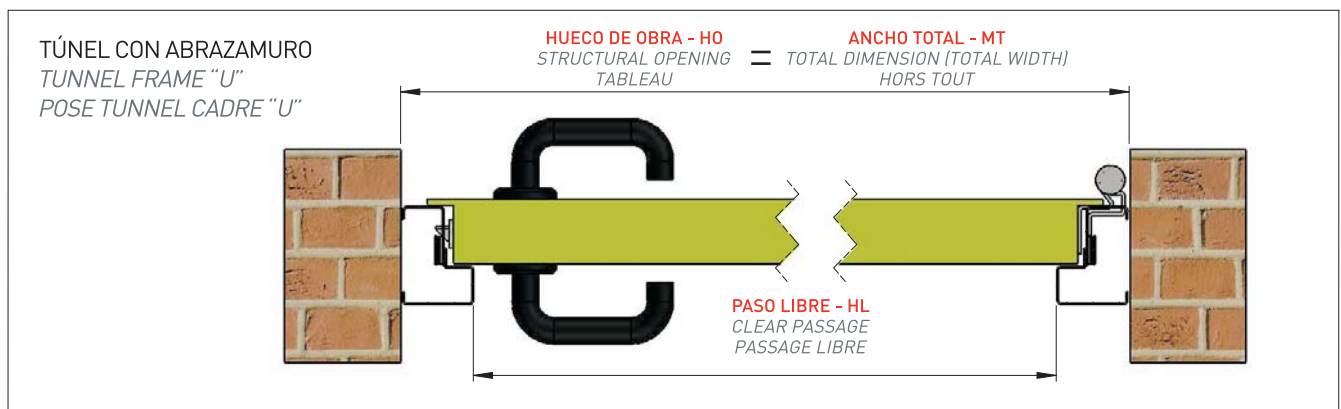 TÚNEL CON ABRAZAMURO
TUNNEL FRAME “U”
POSE TUNNEL CADRE “U”
HUECO DE OBRA - HO
STRUCTURAL OPENING
TABLEAU
=
ANCHO TOTAL - MT
TOTAL DIMENSION (TOTAL WIDTH)
HORS TOUT
PASO LIBRE - HL
CLEAR PASSAGE
PASSAGE LIBRE